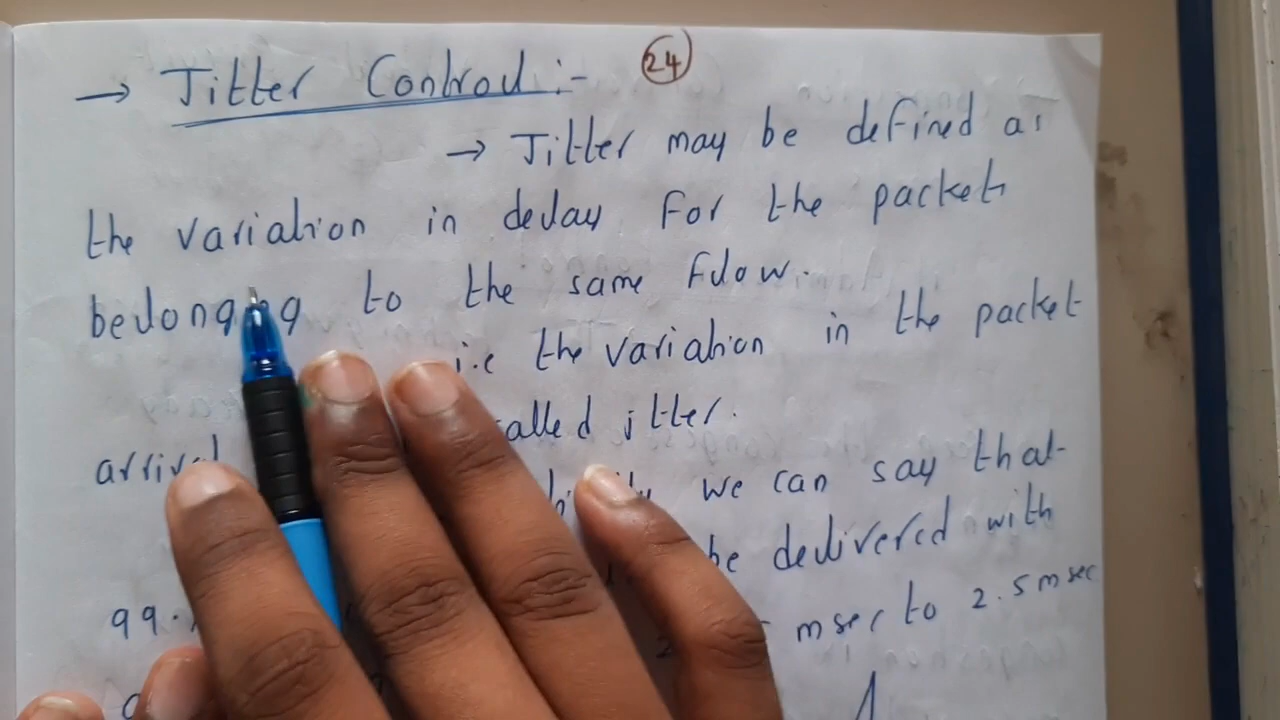 → Jitter Control :- 24
→ Jitter may be defined as
the variation in delay for the packets
belonging to the same flow.
i.e the variation in the packet
arrival called jitter.
we can say that
be delivered with
99. msec to 2.5 msec